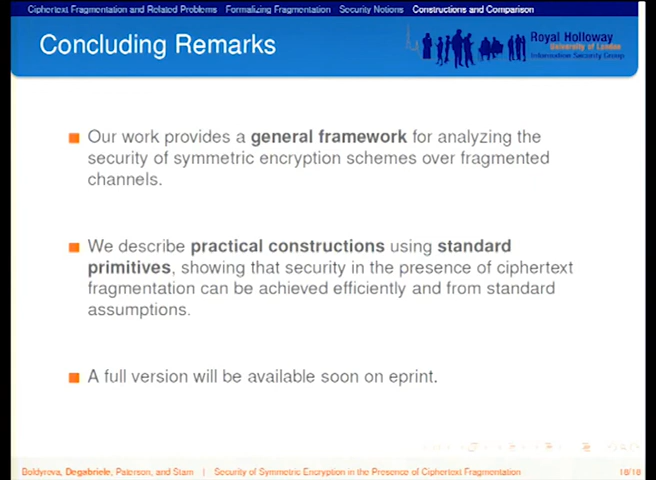 Ciphertext Fragmentation and Related Problems Formalizing Fragmentation Security Notions Constructions and Comparison
Concluding Remarks
Royal Holloway
University of London
Information Security Group
Our work provides a general framework for analyzing the
security of symmetric encryption schemes over fragmented
channels.
We describe practical constructions using standard
primitives, showing that security in the presence of ciphertext
fragmentation can be achieved efficiently and from standard
assumptions.
A full version will be available soon on eprint.
Boldyreva, Degabriele, Paterson, and Stam | Security of Symmetric Encryption in the Presence of Ciphertext Fragmentation 18/18